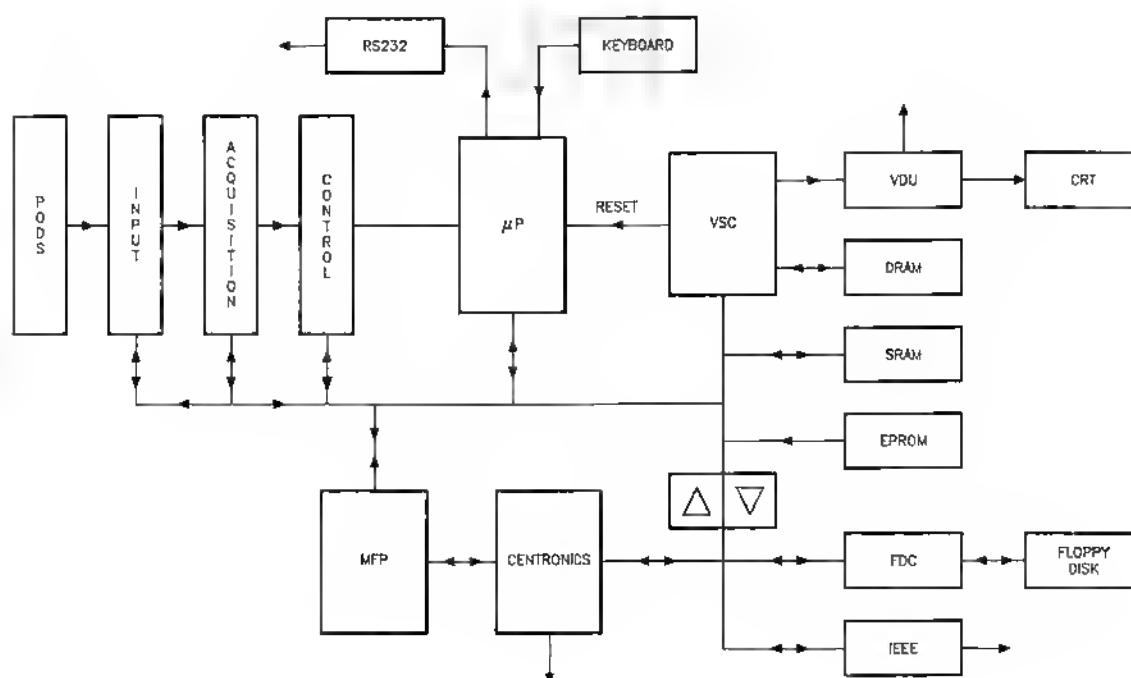 RS232
KEYBOARD
PODS
INPUT
ACQUISITION
CONTROL
μP
RESET
VSC
VDU
CRT
DRAM
SRAM
EPROM
MFP
CENTRONICS
FDC
FLOPPY
DISK
IEEE